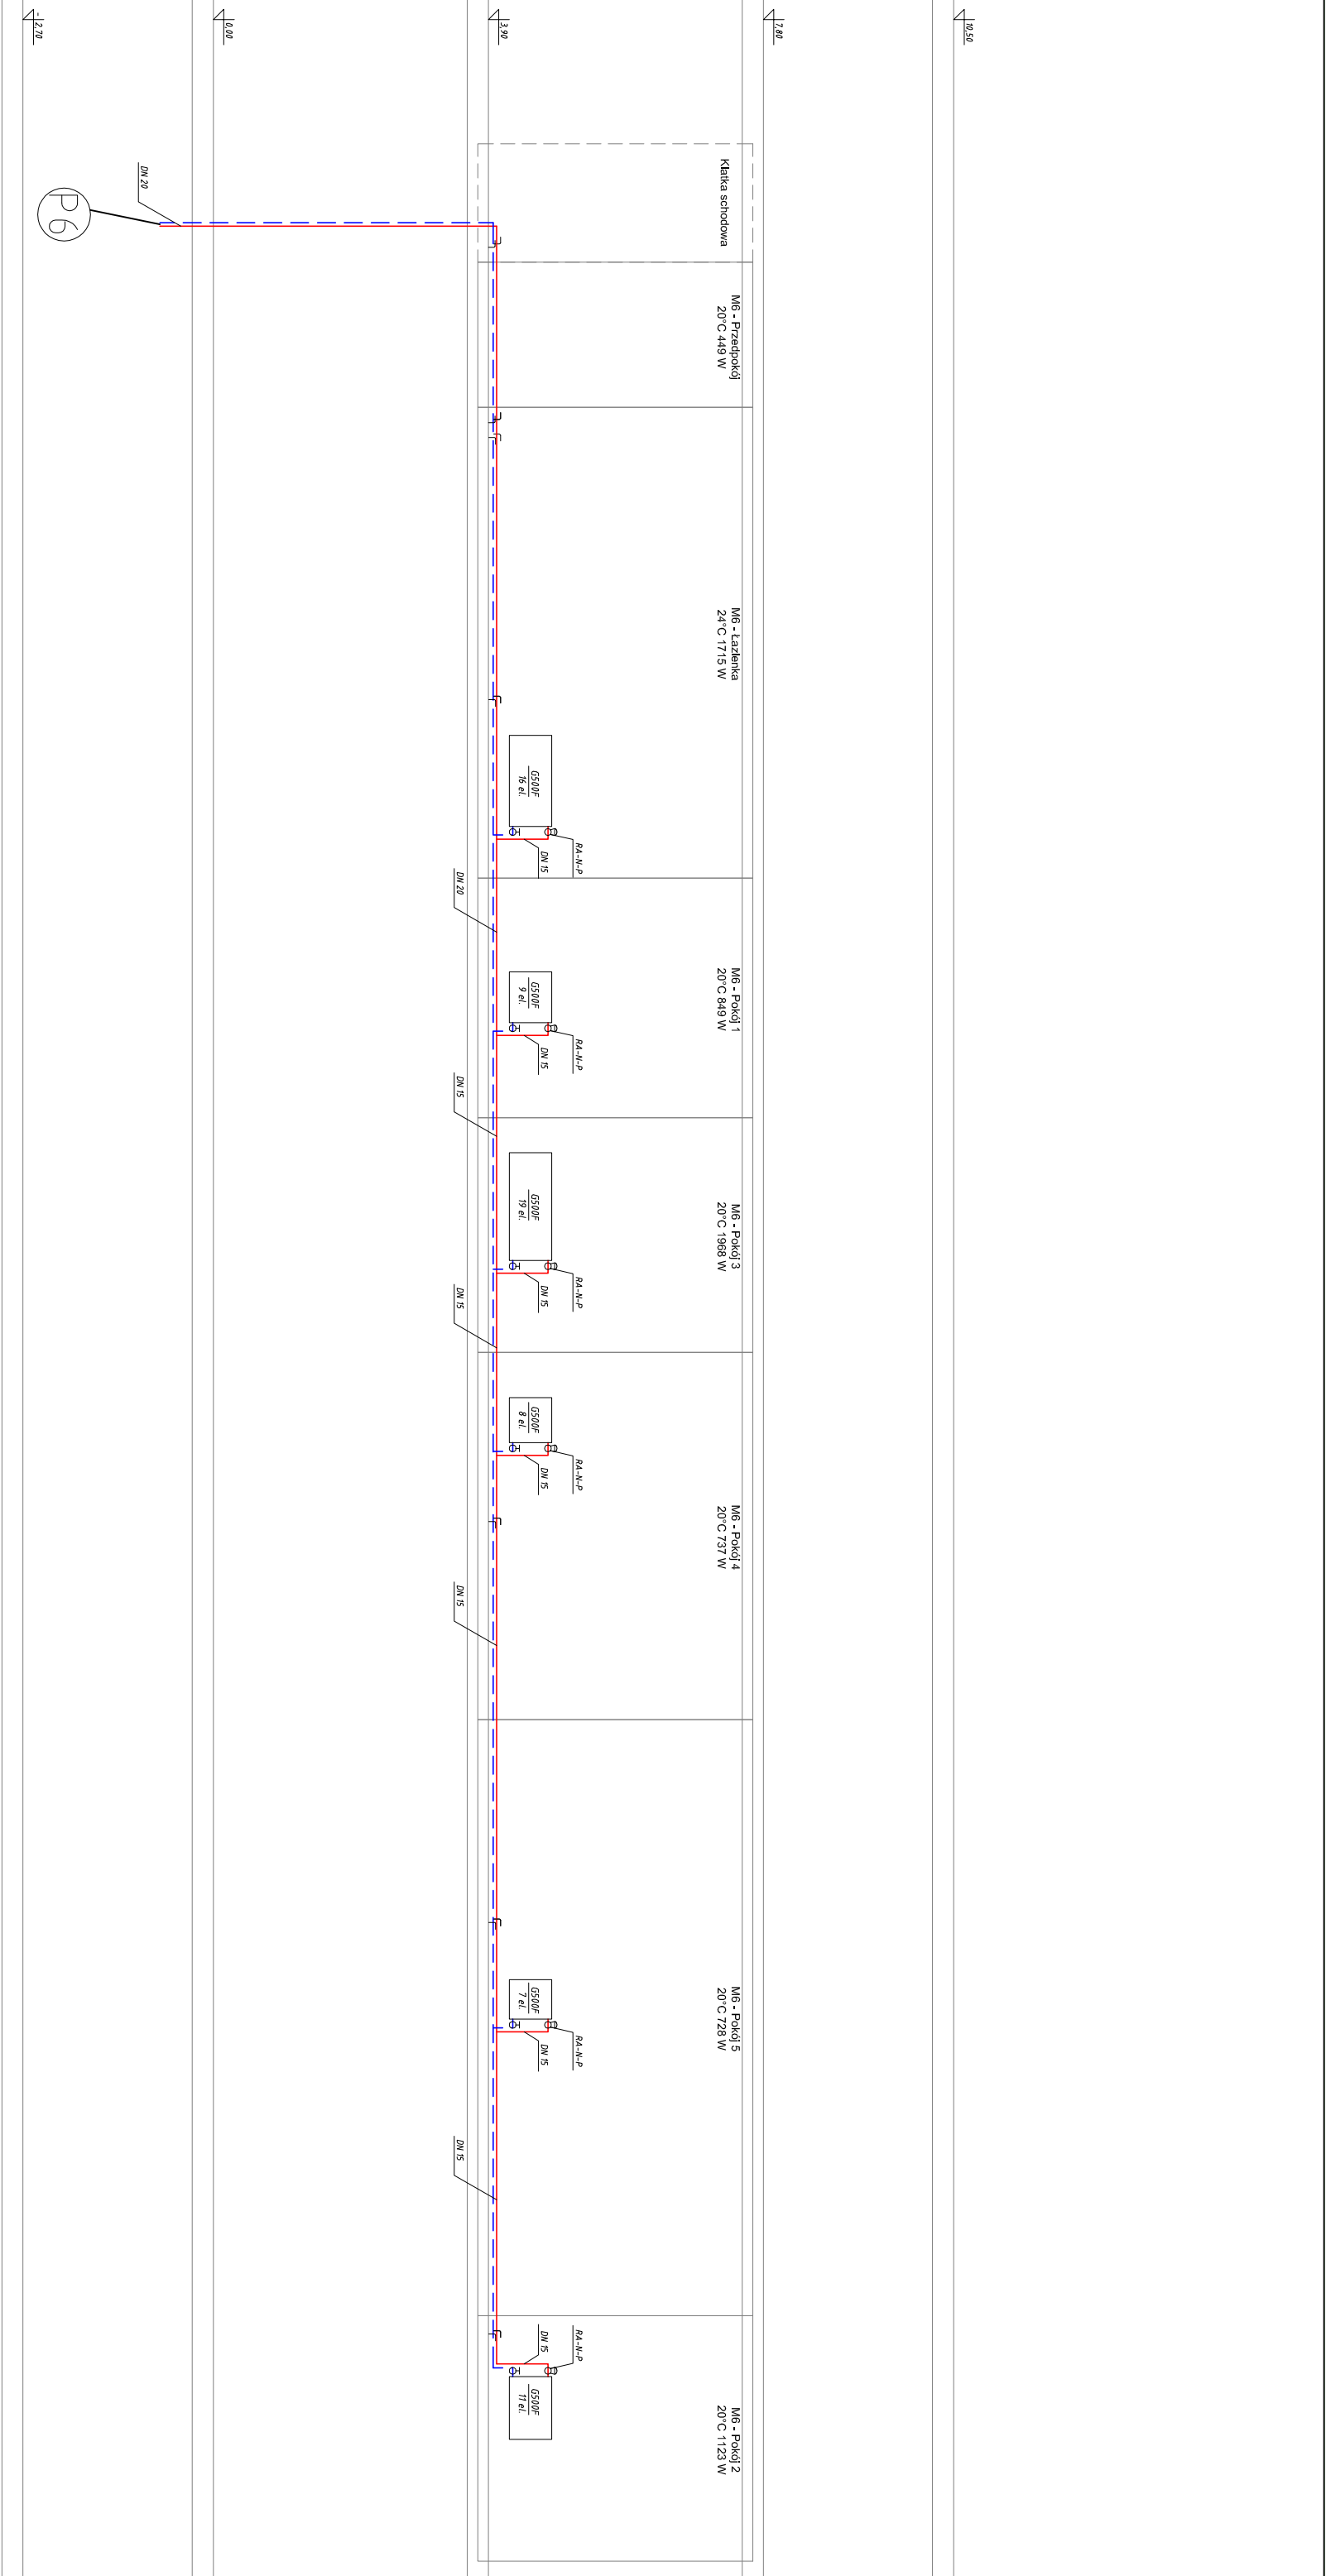 10,50
7,80
3,90
0,00
-
2,70
Klatka schodowa
M6 - Przedpokój
20°C 449 W
M6 - Łazienka
24°C 1715 W
M6 - Pokój 1
20°C 849 W
M6 - Pokój 3
20°C 1968 W
M6 - Pokój 4
20°C 737 W
M6 - Pokój 5
20°C 728 W
M6 - Pokój 2
20°C 1123 W
RA-N-P
DN 15
G500F
16 el.
RA-N-P
DN 15
G500F
9 el.
RA-N-P
DN 15
G500F
19 el.
RA-N-P
DN 15
G500F
8 el.
RA-N-P
DN 15
G500F
7 el.
RA-N-P
DN 15
G500F
11 el.
DN 20
DN 15
DN 15
DN 15
DN 15
DN 20
P6